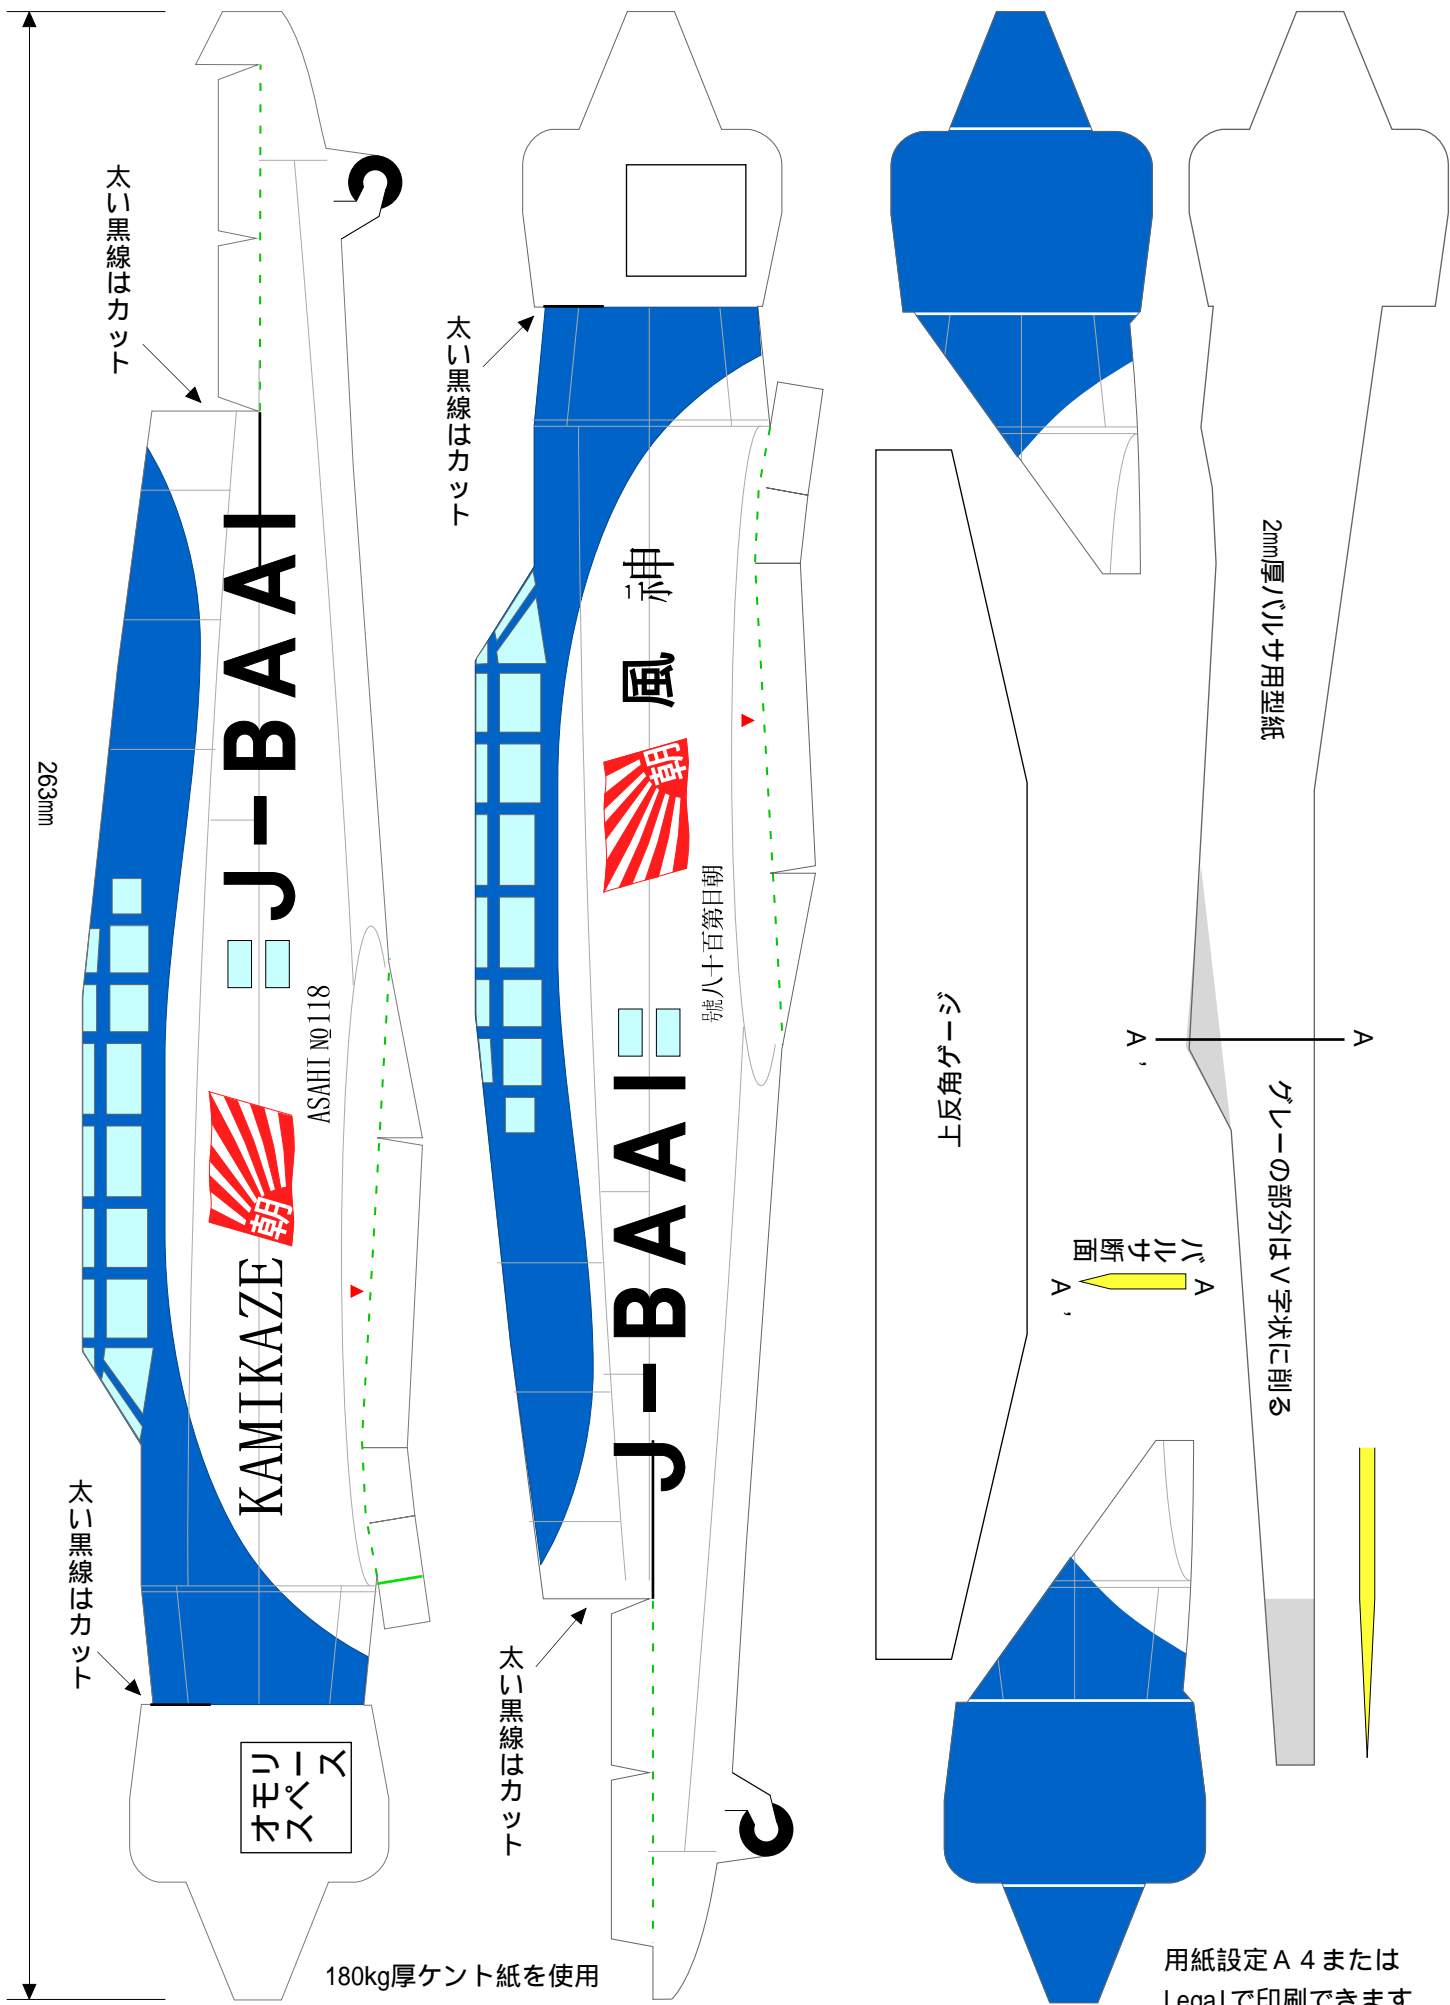 太い黒線はカット
J-BAAI
ASAHI №118
朝
KAMIKAZE
太い黒線はカット
オモリ
スペース
263mm
太い黒線はカット
神風
朝
朝日第百十八號
J-BAAI
太い黒線はカット
180kg厚ケント紙を使用
上反角ゲージ
2mm厚バルサ用型紙
A'
A
グレーの部分はV字状に削る
バルサ断面
A'
A
用紙設定A4または
Legalで印刷できます